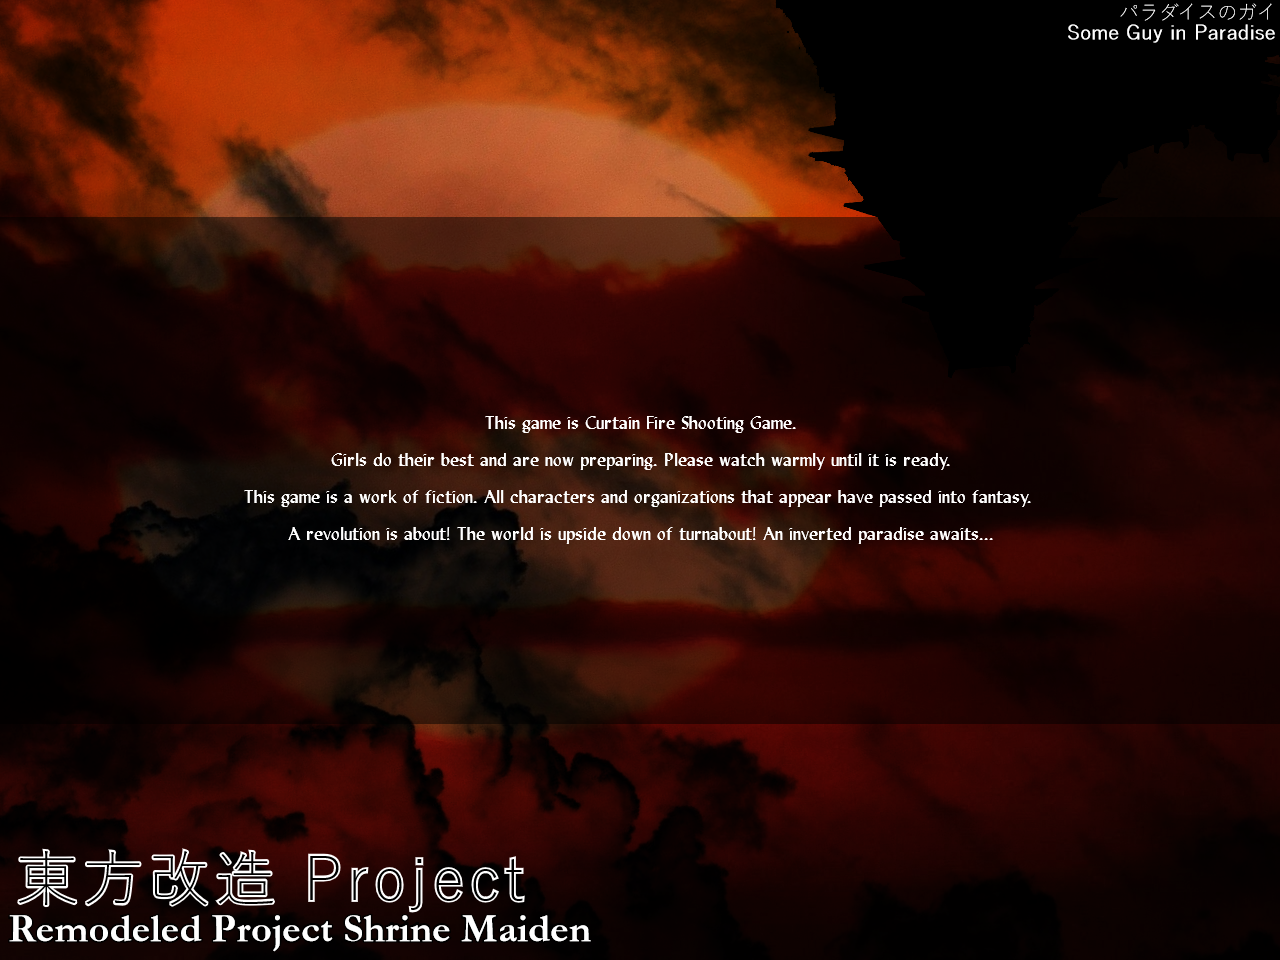 パラダイスのガイ
Some Guy in Paradise
This game is Curtain Fire Shooting Game.
Girls do their best and are now preparing. Please watch warmly until it is ready.
This game is a work of fiction. All characters and organizations that appear have passed into fantasy.
A revolution is about! The world is upside down of turnabout! An inverted paradise awaits...
東方改造 Project
Remodeled Project Shrine Maiden